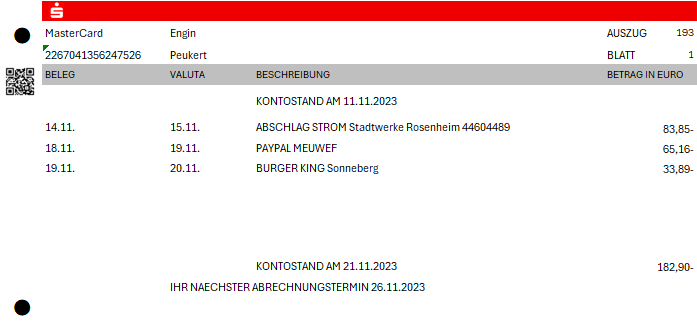 MasterCard Engin AUSZUG 193
2267041356247526 Peukert BLATT 1
BELEG VALUTA BESCHREIBUNG BETRAG IN EURO
KONTOSTAND AM 11.11.2023
14.11. 15.11. ABSCHLAG STROM Stadtwerke Rosenheim 44604489 83,85-
18.11. 19.11. PAYPAL MEUWEF 65,16-
19.11. 20.11. BURGER KING Sonneberg 33,89-
KONTOSTAND AM 21.11.2023 182,90-
IHR NAECHSTER ABRECHNUNGSTERMIN 26.11.2023